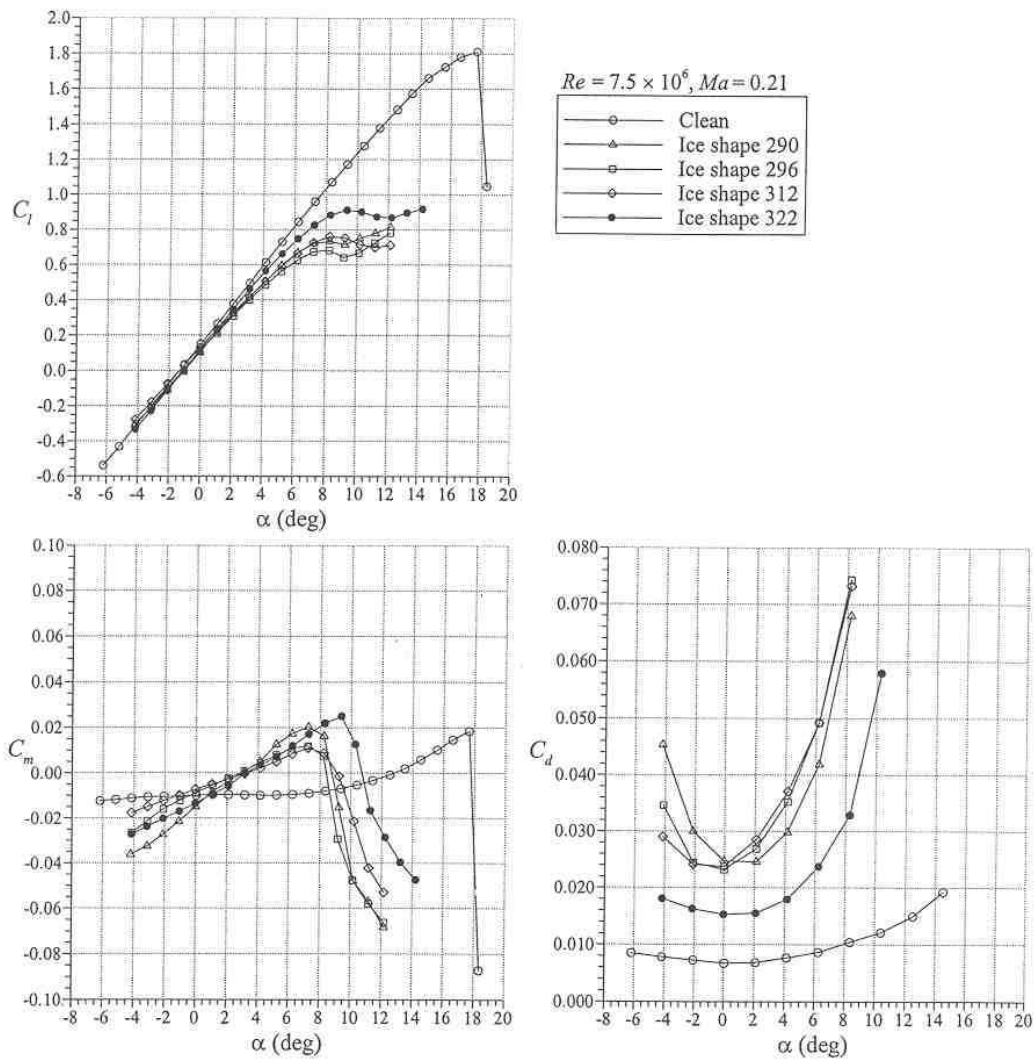 2.0
1.8
1.6
1.4
1.2
1.0
0.8
0.6
0.4
0.2
0.0
-0.2
-0.4
-0.6
C_l
-8 -6 -4 -2 0 2 4 6 8 10 12 14 16 18 20
α (deg)
Re = 7.5 × 10^6, Ma = 0.21
Clean
Ice shape 290
Ice shape 296
Ice shape 312
Ice shape 322
0.10
0.08
0.06
0.04
0.02
0.00
-0.02
-0.04
-0.06
-0.08
-0.10
C_m
-8 -6 -4 -2 0 2 4 6 8 10 12 14 16 18 20
α (deg)
0.080
0.070
0.060
0.050
0.040
0.030
0.020
0.010
0.000
C_d
-8 -6 -4 -2 0 2 4 6 8 10 12 14 16 18 20
α (deg)